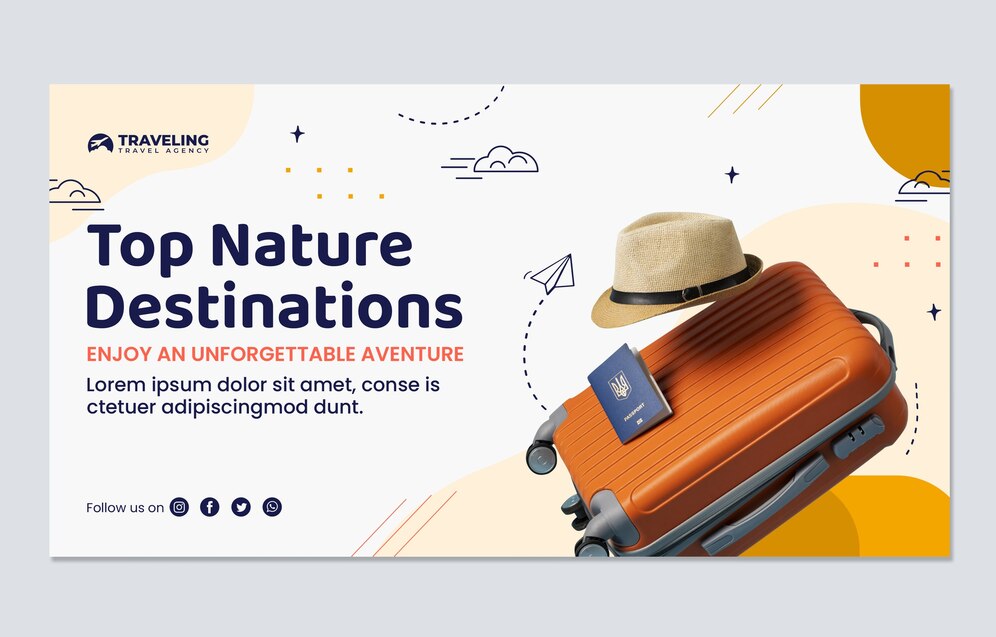 TRAVELING
TRAVEL AGENCY
Top Nature
Destinations
ENJOY AN UNFORGETTABLE AVENTURE
Lorem ipsum dolor sit amet, conse is
ctetuer adipiscingmod dunt.
PASSPORT
Follow us on